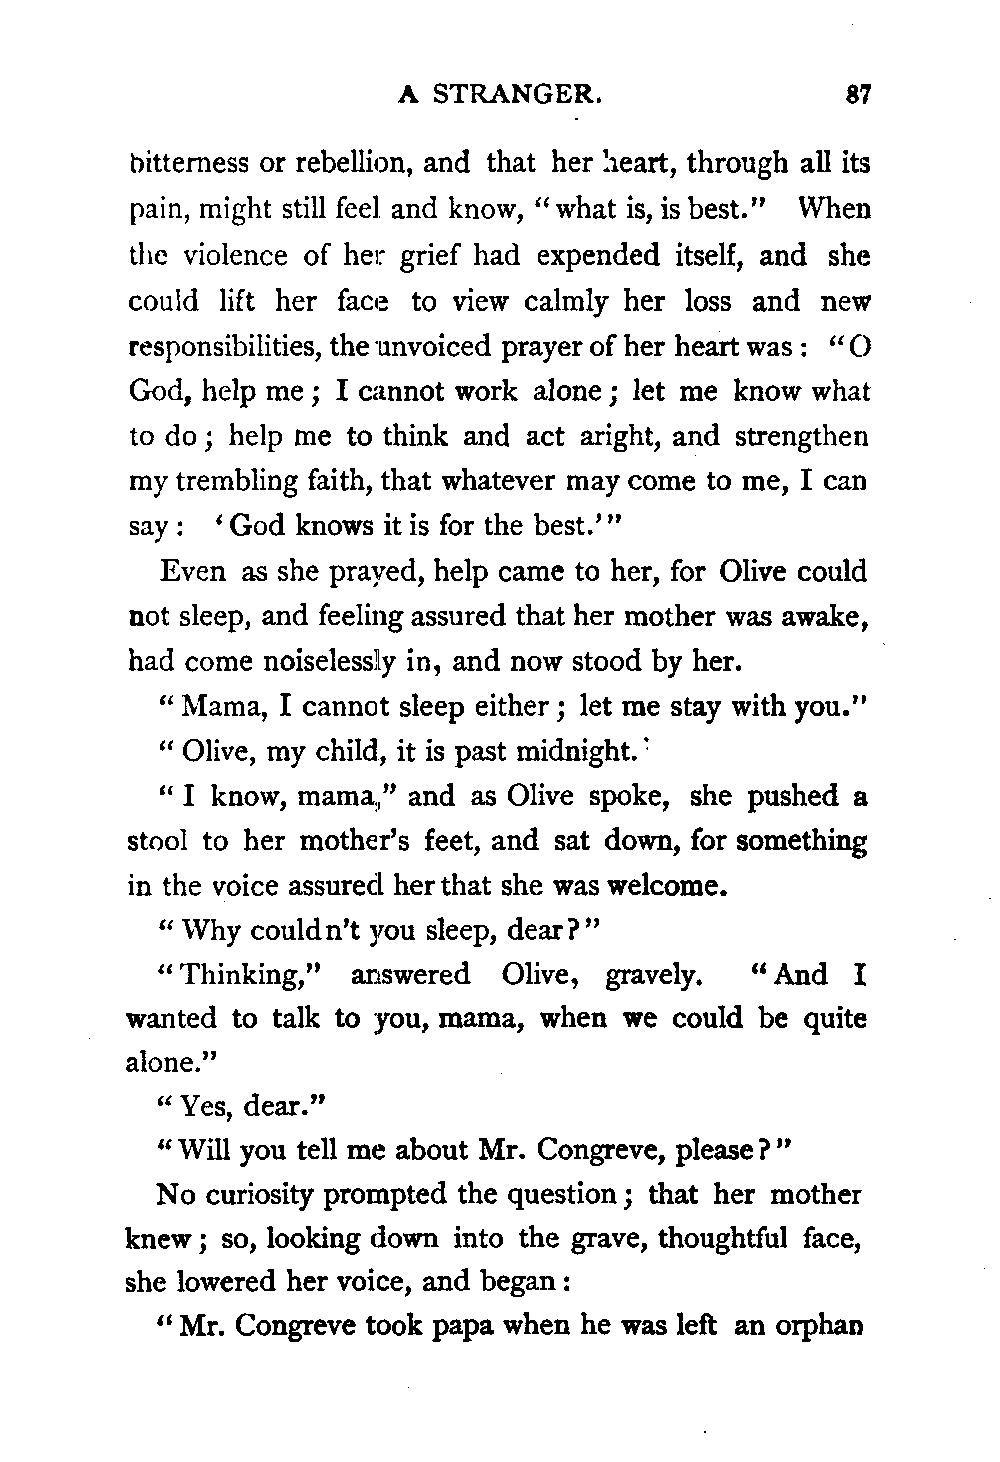 A STRANGER. 87
bitterness or rebellion, and that her heart, through all its
pain, might still feel and know, "what is, is best." When
the violence of her grief had expended itself, and she
could lift her face to view calmly her loss and new
responsibilities, the unvoiced prayer of her heart was : "O
God, help me ; I cannot work alone ; let me know what
to do ; help me to think and act aright, and strengthen
my trembling faith, that whatever may come to me, I can
say : 'God knows it is for the best.'"
Even as she prayed, help came to her, for Olive could
not sleep, and feeling assured that her mother was awake,
had come noiselessly in, and now stood by her.
"Mama, I cannot sleep either ; let me stay with you."
"Olive, my child, it is past midnight."
"I know, mama," and as Olive spoke, she pushed a
stool to her mother's feet, and sat down, for something
in the voice assured her that she was welcome.
"Why couldn't you sleep, dear?"
"Thinking," answered Olive, gravely. "And I
wanted to talk to you, mama, when we could be quite
alone."
"Yes, dear."
"Will you tell me about Mr. Congreve, please?"
No curiosity prompted the question ; that her mother
knew ; so, looking down into the grave, thoughtful face,
she lowered her voice, and began :
"Mr. Congreve took papa when he was left an orphan